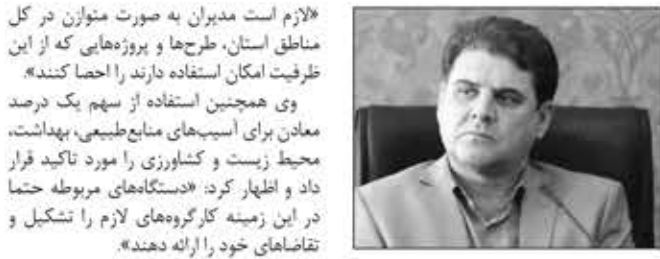 «لازم است مدیران به صورت متوازن در کل
مناطق استان، طرح‌ها و پروژه‌هایی که از این
ظرفیت امکان استفاده دارند را احصا کنند».
وی همچنین استفاده از سهم یک درصد
معادن برای آسیب‌های منابع‌طبیعی، بهداشت،
محیط زیست و کشاورزی را مورد تاکید قرار
داد و اظهار کرد: «دستگاه‌های مربوطه حتما
در این زمینه کارگروه‌های لازم را تشکیل و
تقاضاهای خود را ارائه دهند».